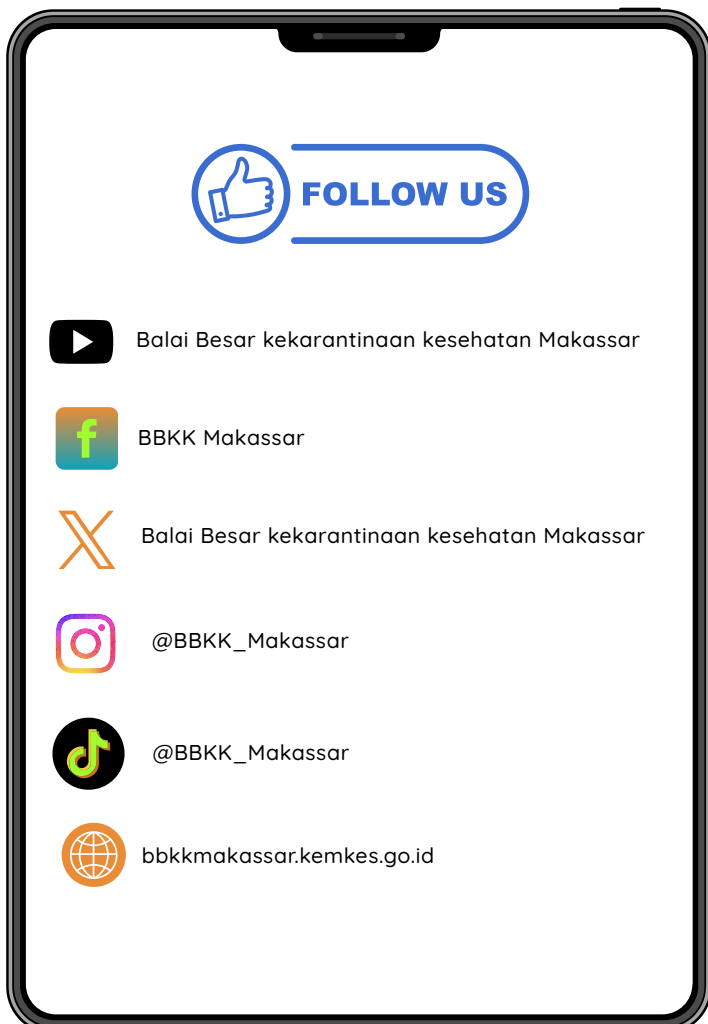 FOLLOW US
Balai Besar kekarantinaan kesehatan Makassar
BBKK Makassar
Balai Besar kekarantinaan kesehatan Makassar
@BBKK_Makassar
@BBKK_Makassar
bbkkmakassar.kemkes.go.id